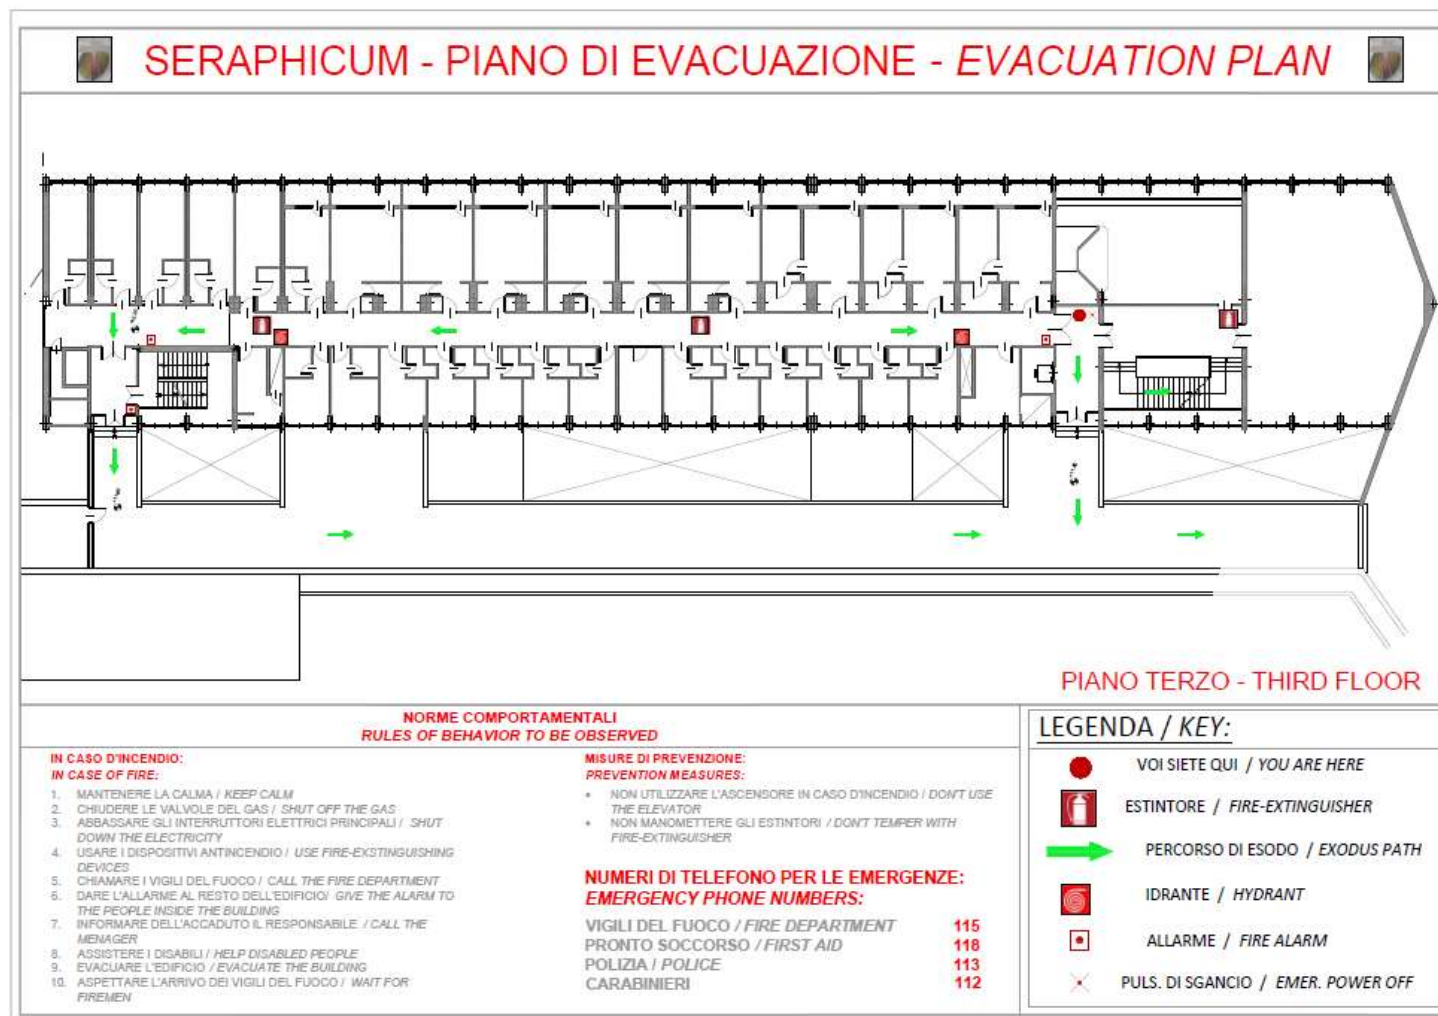 SERAPHICUM - PIANO DI EVACUAZIONE - EVACUATION PLAN
PIANO TERZO - THIRD FLOOR
NORME COMPORTAMENTALI
RULES OF BEHAVIOR TO BE OBSERVED
IN CASO D'INCENDIO:
IN CASE OF FIRE:
1. MANTENERE LA CALMA / KEEP CALM
2. CHIUDERE LE VALVOLE DEL GAS / SHUT OFF THE GAS
3. ABBASSARE GLI INTERRUTTORI ELETTRICI PRINCIPALI / SHUT
DOWN THE ELECTRICITY
4. USARE I DISPOSITIVI ANTINCENDIO / USE FIRE-EXSTINGUISHING
DEVICES
5. CHIAMARE I VIGILI DEL FUOCO / CALL THE FIRE DEPARTMENT
6. DARE L'ALLARME AL RESTO DELL'EDIFICIO/ GIVE THE ALARM TO
THE PEOPLE INSIDE THE BUILDING
7. INFORMARE DELL'ACCADUTO IL RESPONSABILE / CALL THE
MENAGER
8. ASSISTERE I DISABILI / HELP DISABLED PEOPLE
9. EVACUARE L'EDIFICIO / EVACUATE THE BUILDING
10. ASPETTARE L'ARRIVO DEI VIGILI DEL FUOCO / WAIT FOR
FIREMEN
MISURE DI PREVENZIONE:
PREVENTION MEASURES:
• NON UTILIZZARE L'ASCENSORE IN CASO D'INCENDIO / DON'T USE
THE ELEVATOR
• NON MANOMETTERE GLI ESTINTORI / DON'T TEMPER WITH
FIRE-EXTINGUISHER
NUMERI DI TELEFONO PER LE EMERGENZE:
EMERGENCY PHONE NUMBERS:
VIGILI DEL FUOCO / FIRE DEPARTMENT 115
PRONTO SOCCORSO / FIRST AID 118
POLIZIA / POLICE 113
CARABINIERI 112
LEGENDA / KEY:
VOI SIETE QUI / YOU ARE HERE
ESTINTORE / FIRE-EXTINGUISHER
PERCORSO DI ESODO / EXODUS PATH
IDRANTE / HYDRANT
ALLARME / FIRE ALARM
PULS. DI SGANCIO / EMER. POWER OFF